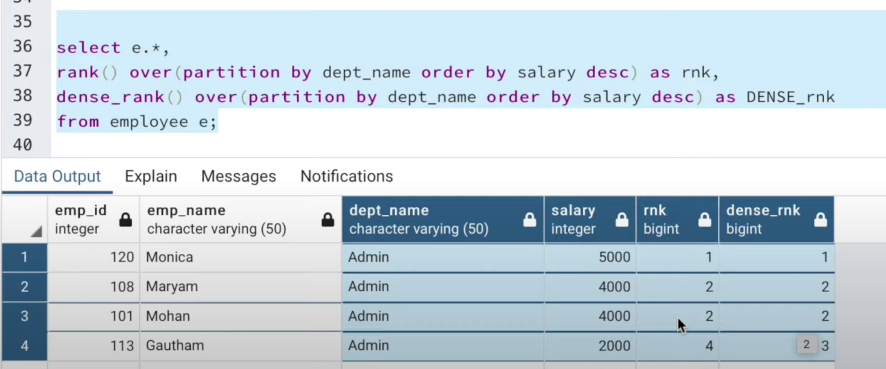 35
36 select e.*,
37 rank() over(partition by dept_name order by salary desc) as rnk,
38 dense_rank() over(partition by dept_name order by salary desc) as DENSE_rnk
39 from employee e;
40
Data Output Explain Messages Notifications
emp_id emp_name dept_name salary rnk dense_rnk
integer character varying (50) character varying (50) integer bigint bigint
1 120 Monica Admin 5000 1 1
2 108 Maryam Admin 4000 2 2
3 101 Mohan Admin 4000 2 2
4 113 Gautham Admin 2000 4 2 3